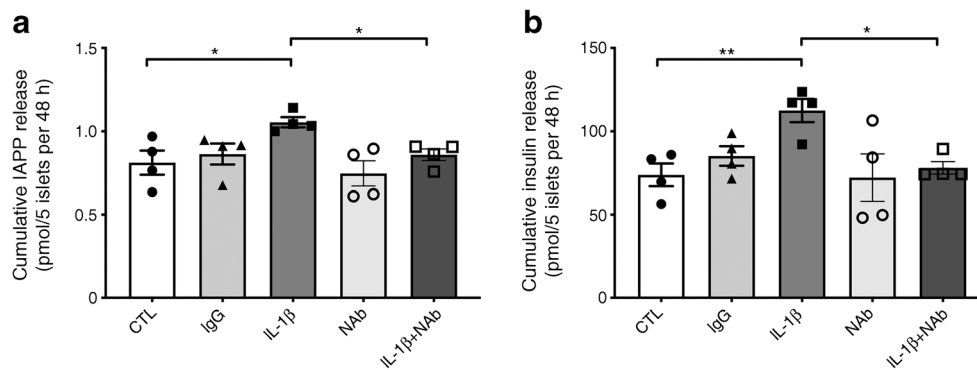 a
Cumulative IAPP release
(pmol/5 islets per 48 h)
1.5
1.0
0.5
0
*
*
CTL
IgG
IL-1β
NAb
IL-1β+NAb
b
Cumulative insulin release
(pmol/5 islets per 48 h)
150
100
50
0
**
*
CTL
IgG
IL-1β
NAb
IL-1β+NAb